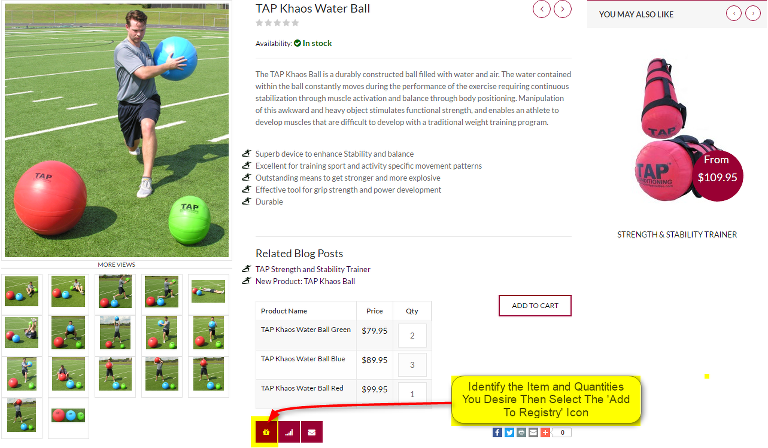 TAP Khaos Water Ball
Availability: In stock
The TAP Khaos Ball is a durably constructed ball filled with water and air. The water contained
within the ball constantly moves during the performance of the exercise requiring continuous
stabilization through muscle activation and balance through body positioning. Manipulation
of this awkward and heavy object stimulates functional strength, and enables an athlete to
develop muscles that are difficult to develop with a traditional weight training program.
Superb device to enhance Stability and balance
Excellent for training sport and activity specific movement patterns
Outstanding means to get stronger and more explosive
Effective tool for grip strength and power development
Durable
TAP
TAP
MORE VIEWS
Related Blog Posts
TAP Strength and Stability Trainer
New Product: TAP Khaos Ball
Product Name Price Qty
TAP Khaos Water Ball Green $79.95 2
TAP Khaos Water Ball Blue $89.95 3
TAP Khaos Water Ball Red $99.95 1
ADD TO CART
Identify the Item and Quantities
You Desire Then Select The 'Add
To Registry' Icon
0
YOU MAY ALSO LIKE
TAP
TAP
From
$109.95
STRENGTH & STABILITY TRAINER